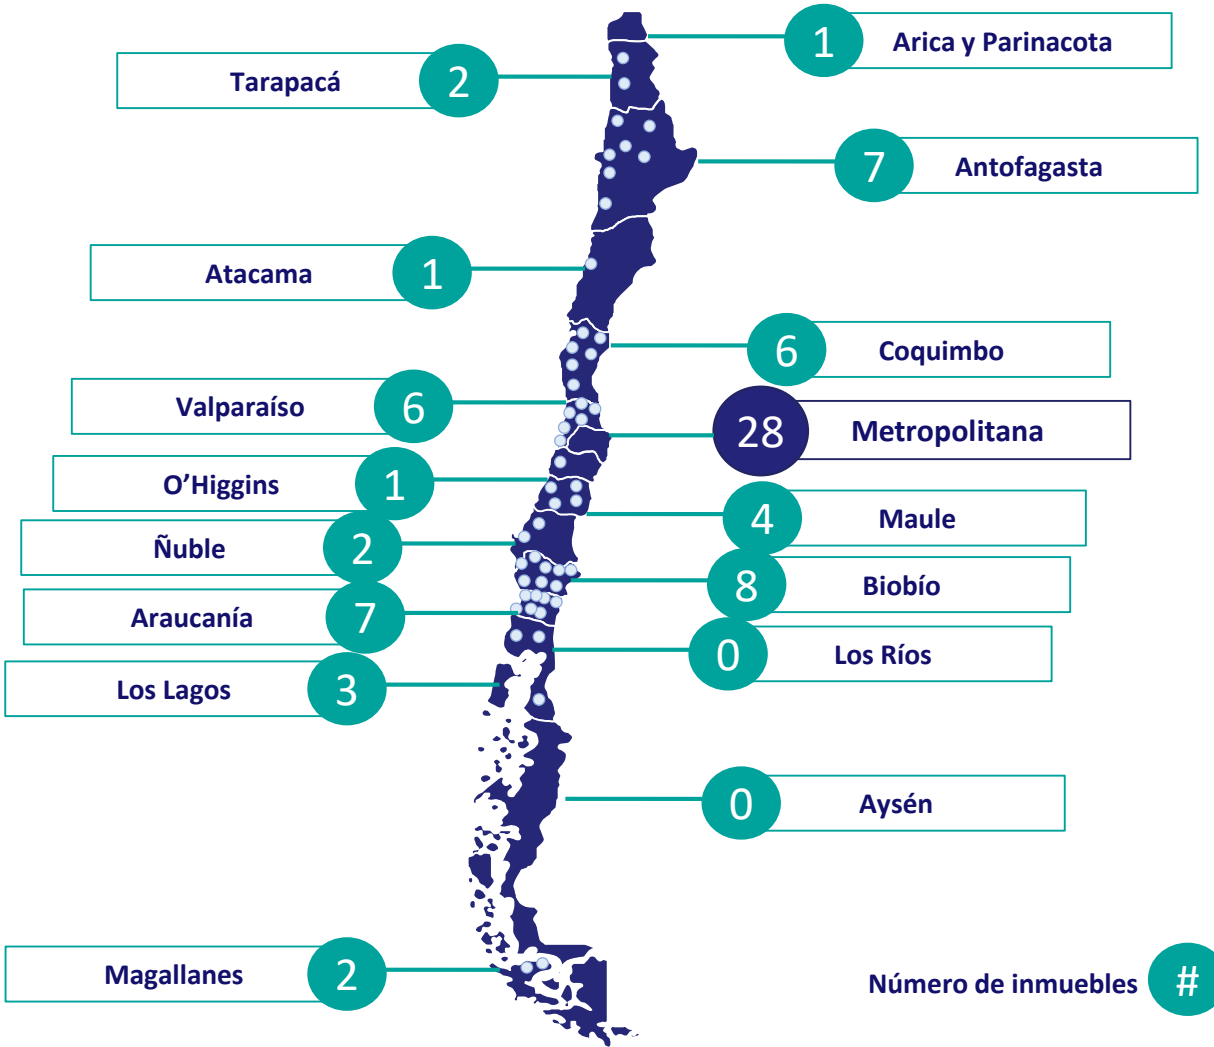 1 Arica y Parinacota
Tarapacá 2
7 Antofagasta
Atacama 1
6 Coquimbo
Valparaíso 6
28 Metropolitana
O’Higgins 1
4 Maule
Ñuble 2
8 Biobío
Araucanía 7
0 Los Ríos
Los Lagos 3
0 Aysén
Magallanes 2
Número de inmuebles #